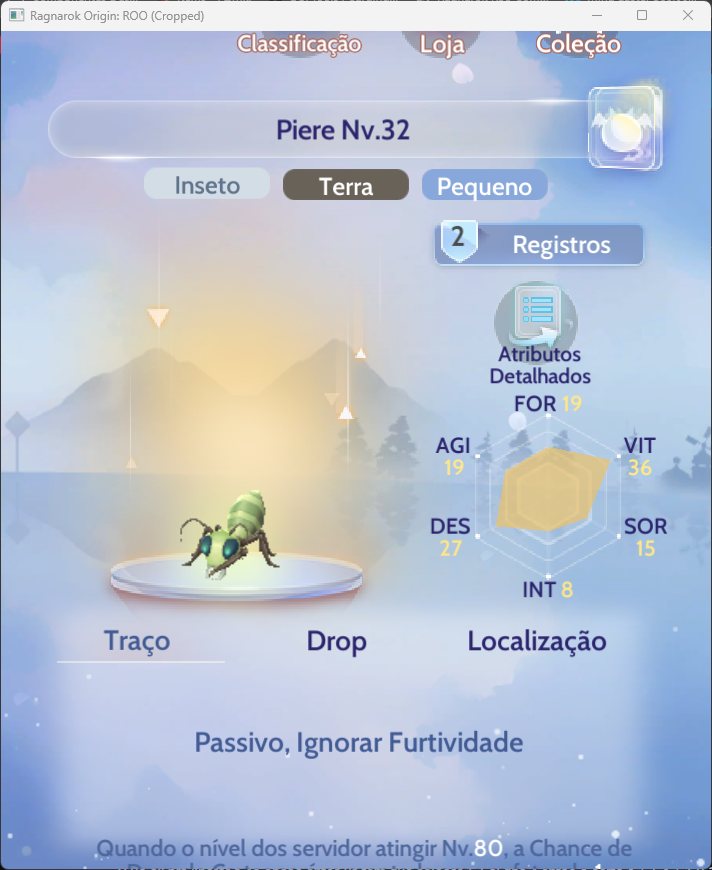 Ragnarok Origin: ROO (Cropped)
Classificação
Loja
Coleção
Piere Nv.32
Inseto
Terra
Pequeno
2
Registros
Atributos
Detalhados
FOR 19
AGI
19
VIT
36
DES
27
SOR
15
INT 8
Traço
Drop
Localização
Passivo, Ignorar Furtividade
Quando o nível dos servidor atingir Nv.80, a Chance de